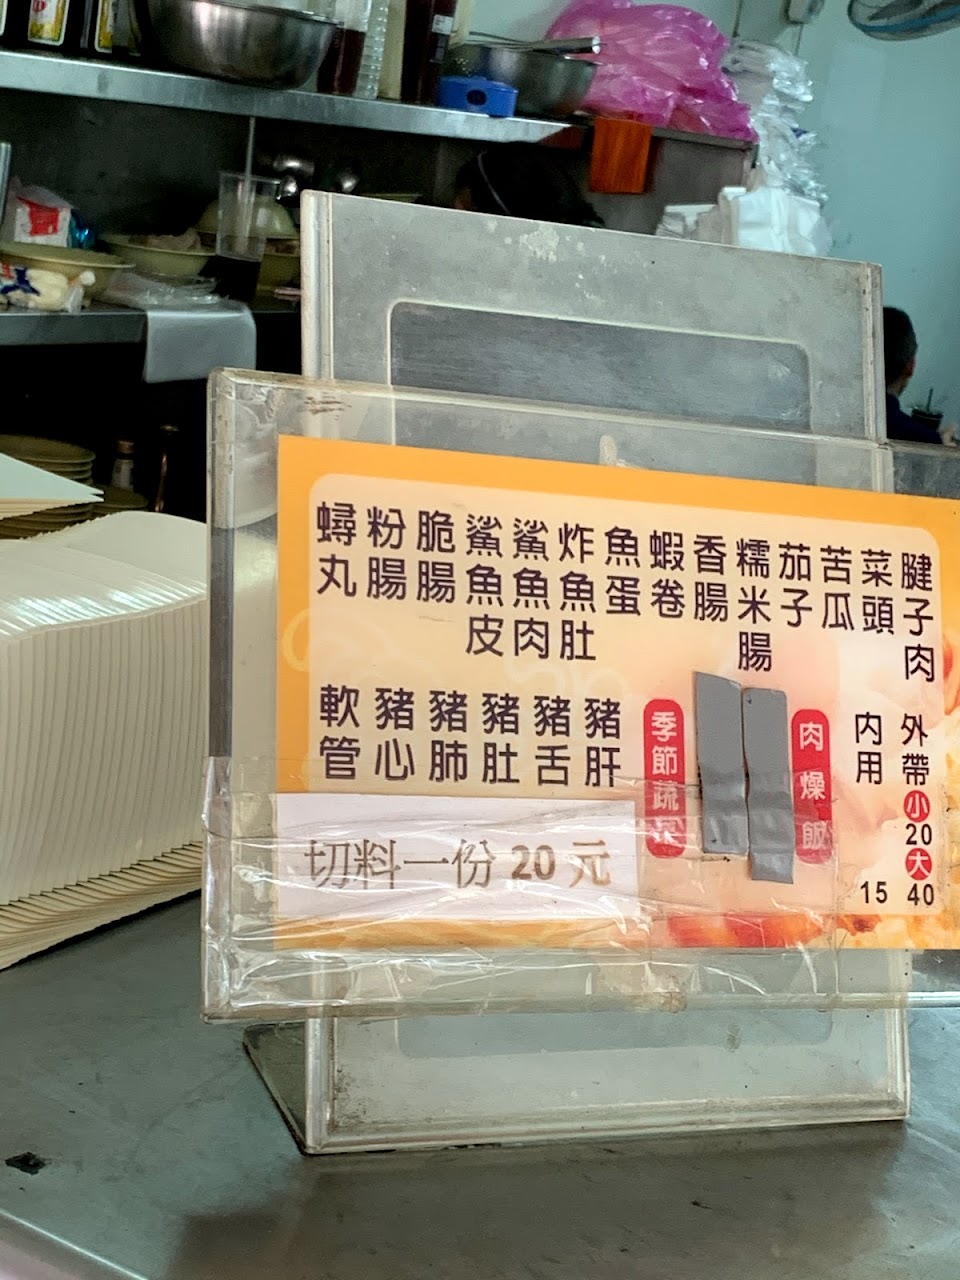 腱子肉
菜頭
苦瓜
茄子
糯米腸
香腸
蝦卷
魚蛋
炸魚肚
鯊魚肉
鯊魚皮
脆腸
粉腸
蟳丸
外帶小20大40
內用15
肉燥飯
季節蔬菜
豬肝
豬舌
豬肚
豬肺
豬心
軟管
切料一份 20 元